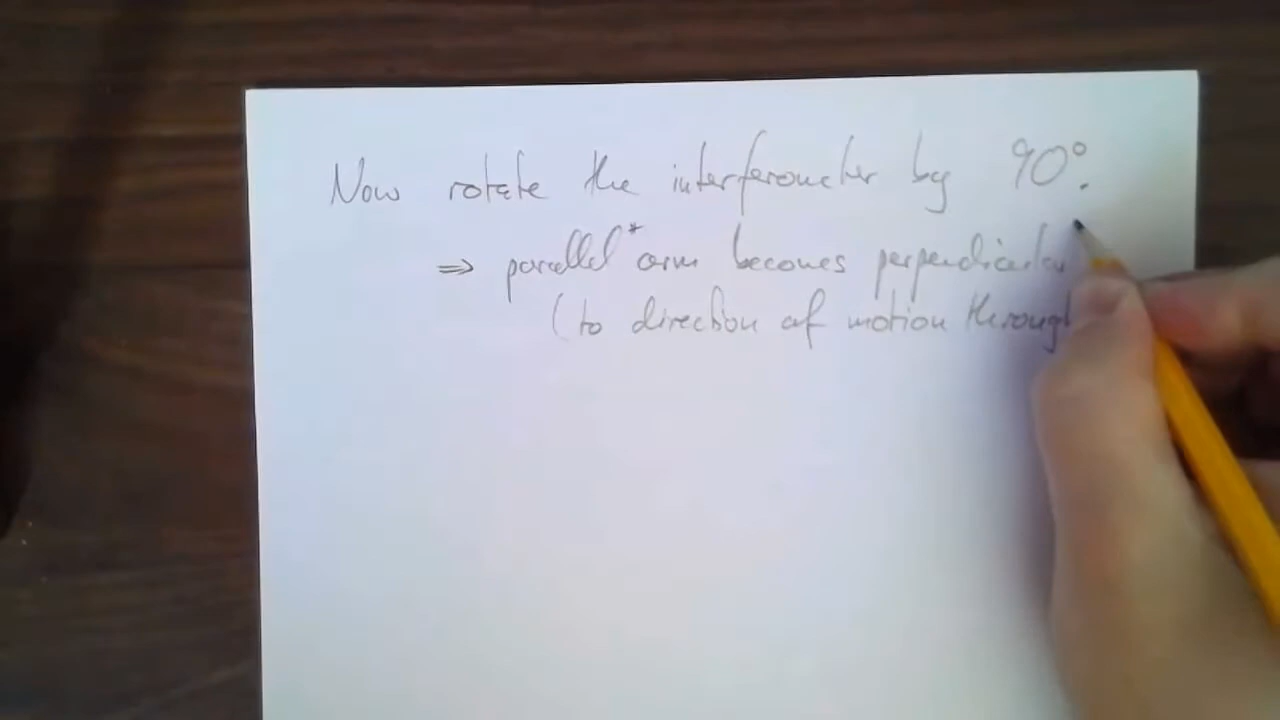 Now rotate the interferometer by 90°.
⇒ parallel* arm becomes perpendicular
(to direction of motion through